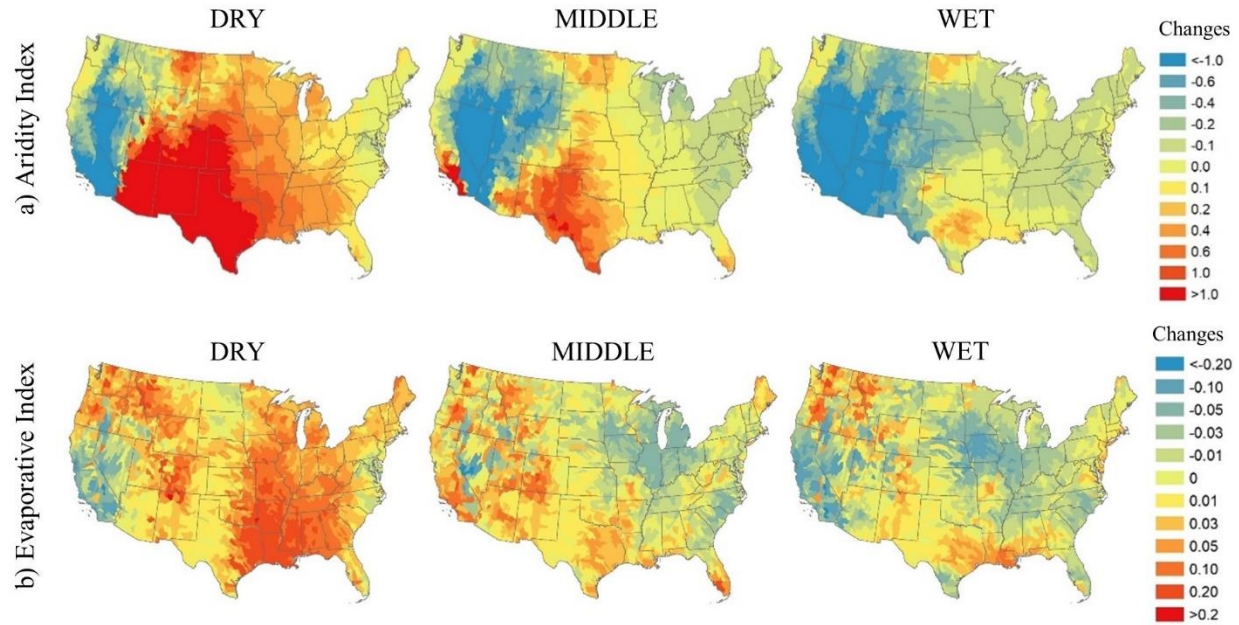 DRY
MIDDLE
WET
a) Aridity Index
Changes
<-1.0
-0.6
-0.4
-0.2
-0.1
0.0
0.1
0.2
0.4
0.6
1.0
>1.0
DRY
MIDDLE
WET
b) Evaporative Index
Changes
<-0.20
-0.10
-0.05
-0.03
-0.01
0
0.01
0.03
0.05
0.10
0.20
>0.2